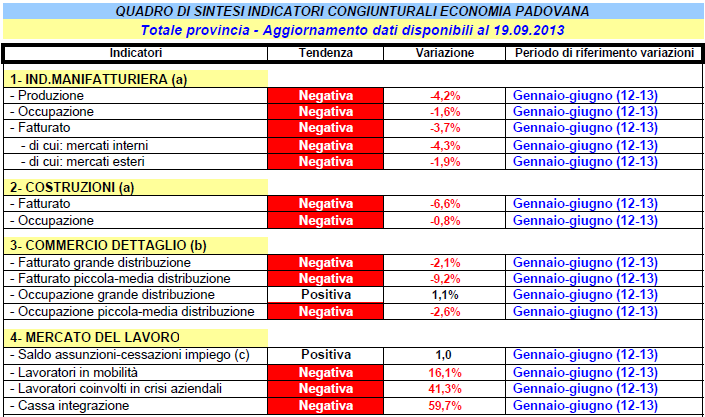 QUADRO DI SINTESI INDICATORI CONGIUNTURALI ECONOMIA PADOVANA
Totale provincia - Aggiornamento dati disponibili al 19.09.2013
Indicatori Tendenza Variazione Periodo di riferimento variazioni
1- IND.MANIFATTURIERA (a)
- Produzione Negativa -4,2% Gennaio-giugno (12-13)
- Occupazione Negativa -1,6% Gennaio-giugno (12-13)
- Fatturato Negativa -3,7% Gennaio-giugno (12-13)
- di cui: mercati interni Negativa -4,3% Gennaio-giugno (12-13)
- di cui: mercati esteri Negativa -1,9% Gennaio-giugno (12-13)
2- COSTRUZIONI (a)
- Fatturato Negativa -6,6% Gennaio-giugno (12-13)
- Occupazione Negativa -0,8% Gennaio-giugno (12-13)
3- COMMERCIO DETTAGLIO (b)
- Fatturato grande distribuzione Negativa -2,1% Gennaio-giugno (12-13)
- Fatturato piccola-media distribuzione Negativa -9,2% Gennaio-giugno (12-13)
- Occupazione grande distribuzione Positiva 1,1% Gennaio-giugno (12-13)
- Occupazione piccola-media distribuzione Negativa -2,6% Gennaio-giugno (12-13)
4- MERCATO DEL LAVORO
- Saldo assunzioni-cessazioni impiego (c) Positiva 1,0 Gennaio-giugno (12-13)
- Lavoratori in mobilità Negativa 16,1% Gennaio-giugno (12-13)
- Lavoratori coinvolti in crisi aziendali Negativa 41,3% Gennaio-giugno (12-13)
- Cassa integrazione Negativa 59,7% Gennaio-giugno (12-13)